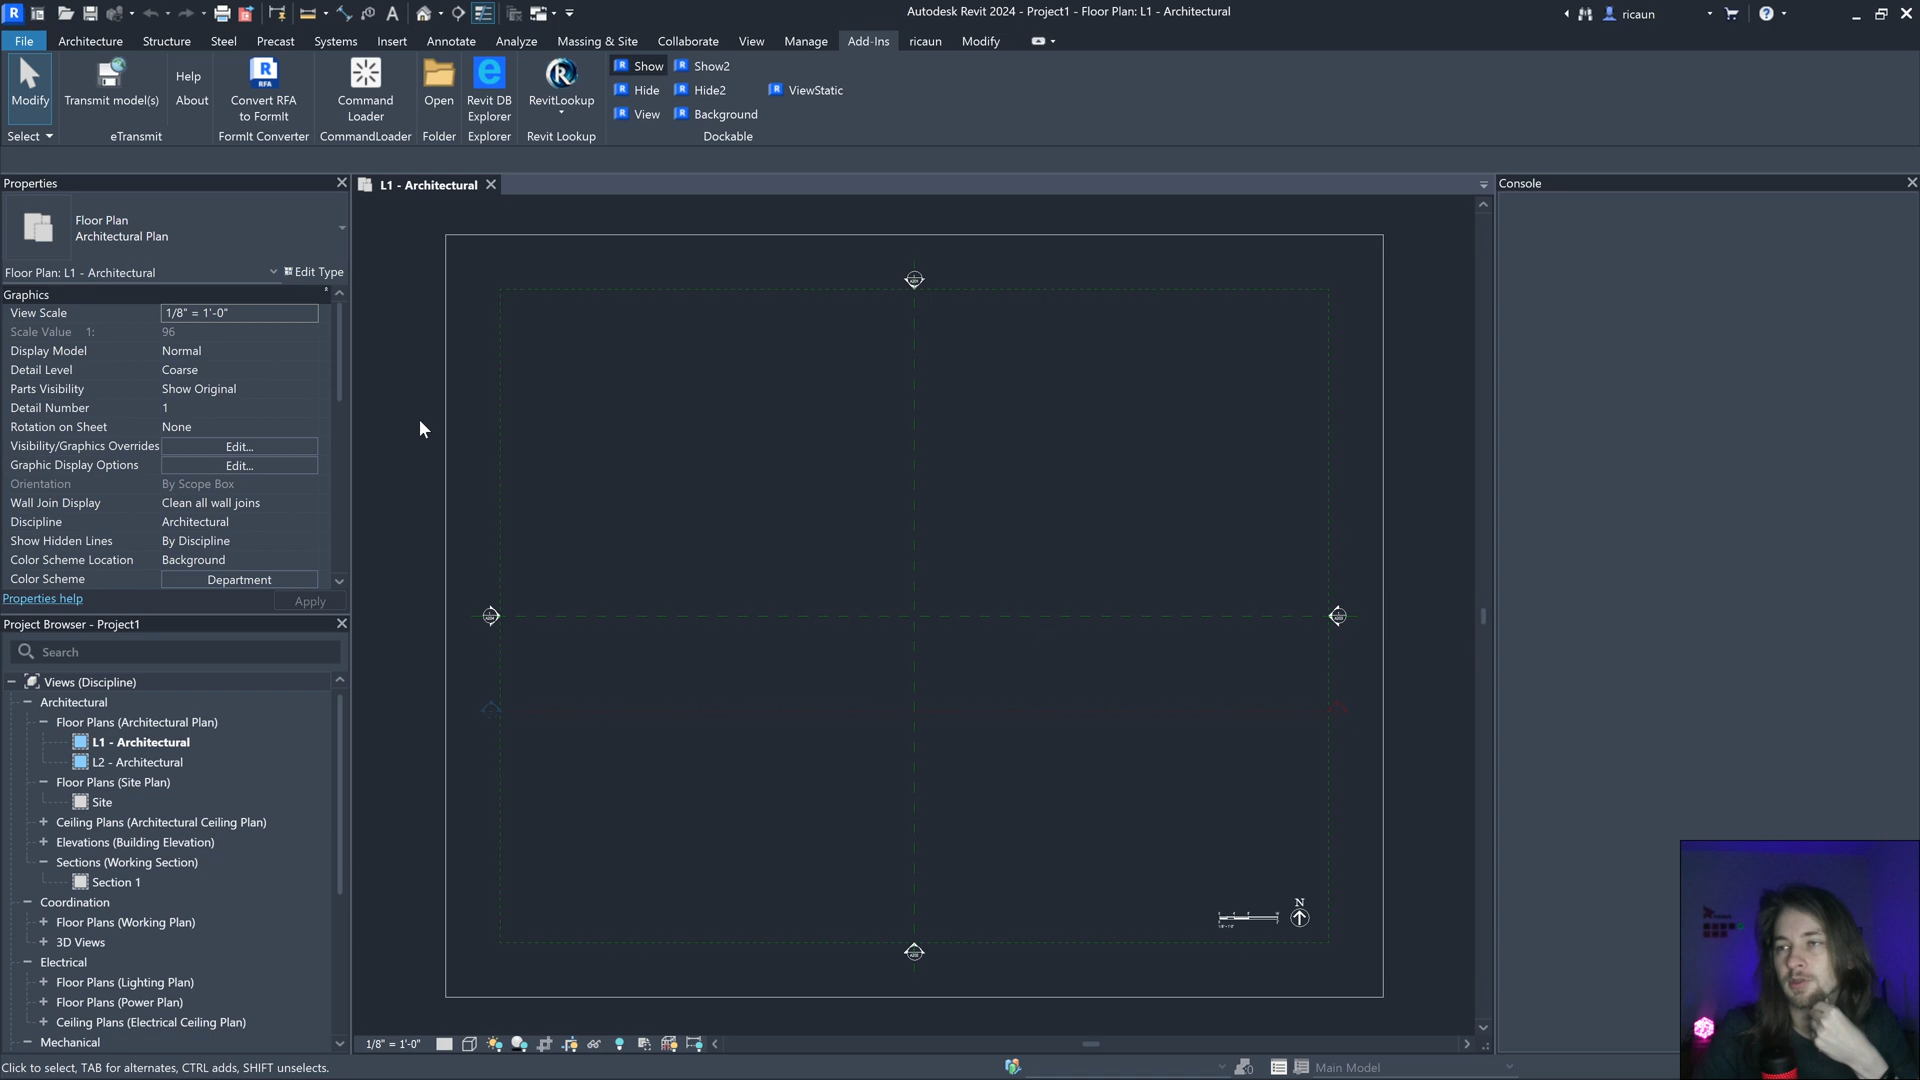 Autodesk Revit 2024 - Project1 - Floor Plan: L1 - Architectural
ricaun
File Architecture Structure Steel Precast Systems Insert Annotate Analyze Massing & Site Collaborate View Manage Add-Ins ricaun Modify
Modify
Select
Transmit model(s)
Help
About
eTransmit
Convert RFA
to FormIt
FormIt Converter
Command
Loader
CommandLoader
Open
Folder
Revit DB
Explorer
Explorer
RevitLookup
Revit Lookup
Show Show2
Hide Hide2 ViewStatic
View Background
Dockable
Properties
Floor Plan
Architectural Plan
Floor Plan: L1 - Architectural Edit Type
Graphics
View Scale 1/8" = 1'-0"
Scale Value 1: 96
Display Model Normal
Detail Level Coarse
Parts Visibility Show Original
Detail Number 1
Rotation on Sheet None
Visibility/Graphics Overrides Edit...
Graphic Display Options Edit...
Orientation By Scope Box
Wall Join Display Clean all wall joins
Discipline Architectural
Show Hidden Lines By Discipline
Color Scheme Location Background
Color Scheme Department
Properties help Apply
Project Browser - Project1
Search
Views (Discipline)
Architectural
Floor Plans (Architectural Plan)
L1 - Architectural
L2 - Architectural
Floor Plans (Site Plan)
Site
Ceiling Plans (Architectural Ceiling Plan)
Elevations (Building Elevation)
Sections (Working Section)
Section 1
Coordination
Floor Plans (Working Plan)
3D Views
Electrical
Floor Plans (Lighting Plan)
Floor Plans (Power Plan)
Ceiling Plans (Electrical Ceiling Plan)
Mechanical
L1 - Architectural
N
Console
1/8" = 1'-0"
Click to select, TAB for alternates, CTRL adds, SHIFT unselects.
:0
Main Model